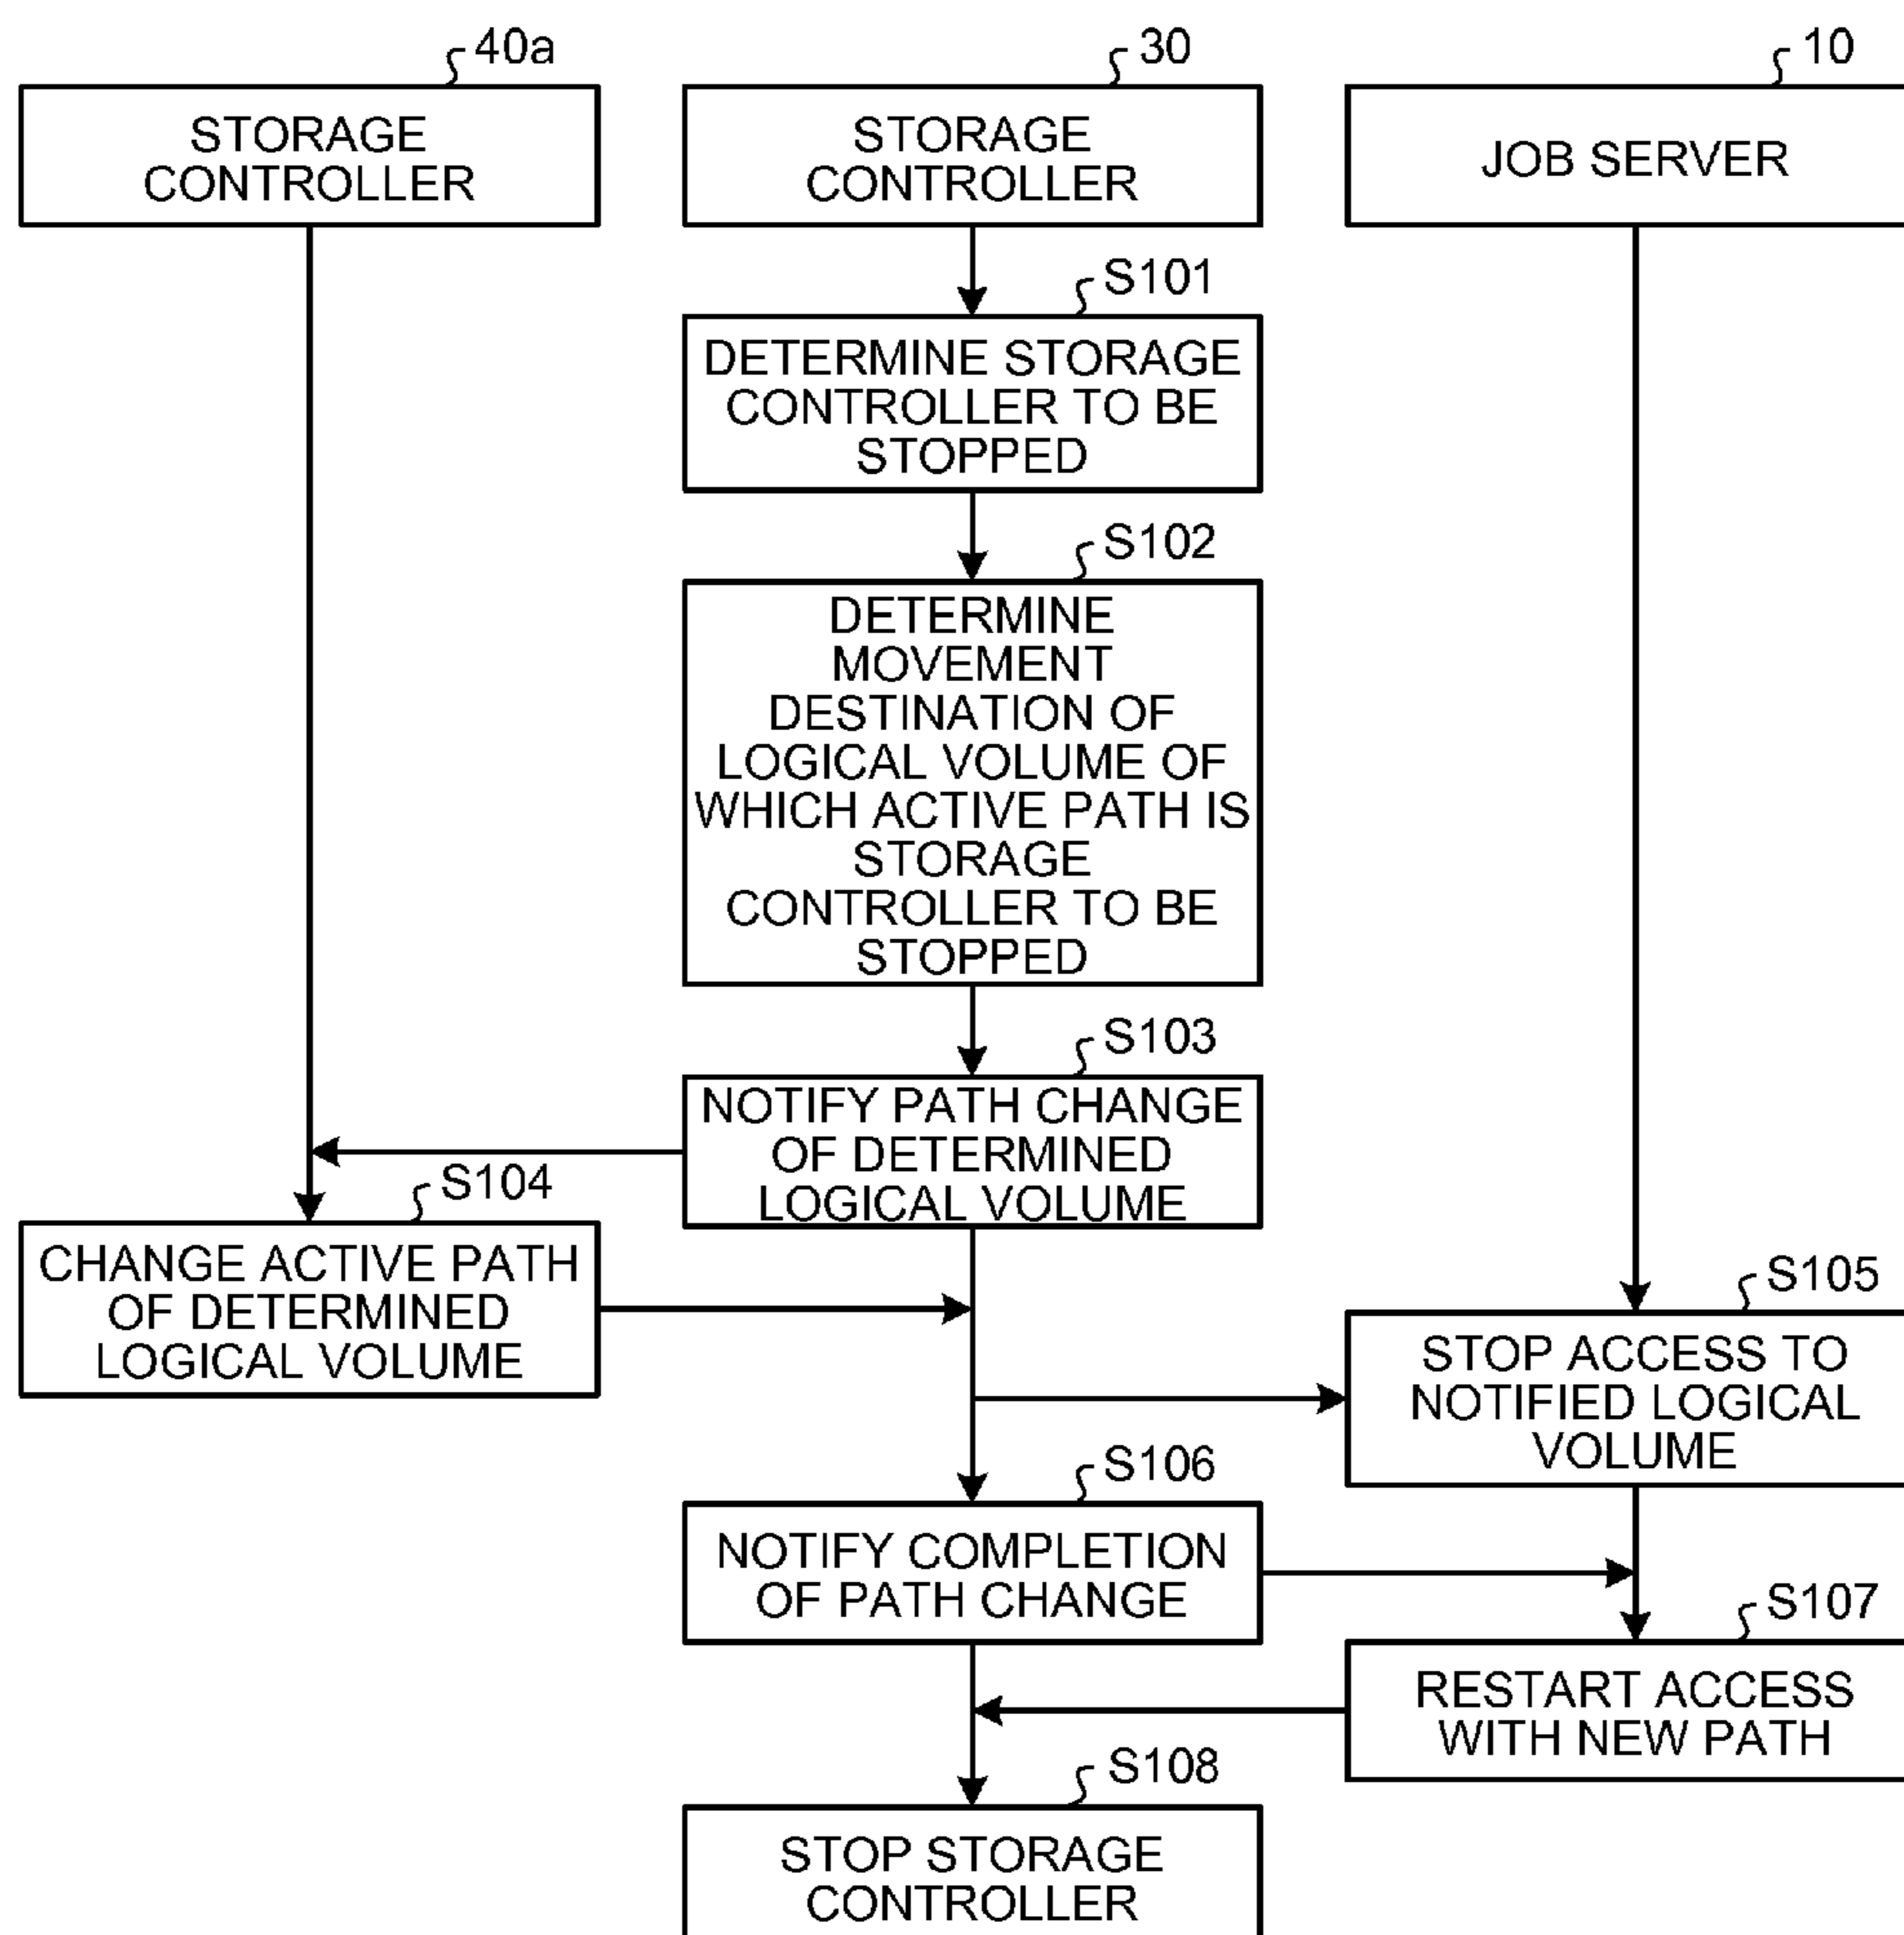 40a
30
10
STORAGE
CONTROLLER
STORAGE
CONTROLLER
JOB SERVER
S101
DETERMINE STORAGE
CONTROLLER TO BE
STOPPED
S102
DETERMINE
MOVEMENT
DESTINATION OF
LOGICAL VOLUME OF
WHICH ACTIVE PATH IS
STORAGE
CONTROLLER TO BE
STOPPED
S103
NOTIFY PATH CHANGE
OF DETERMINED
LOGICAL VOLUME
S104
CHANGE ACTIVE PATH
OF DETERMINED
LOGICAL VOLUME
S105
STOP ACCESS TO
NOTIFIED LOGICAL
VOLUME
S106
NOTIFY COMPLETION
OF PATH CHANGE
S107
RESTART ACCESS
WITH NEW PATH
S108
STOP STORAGE
CONTROLLER